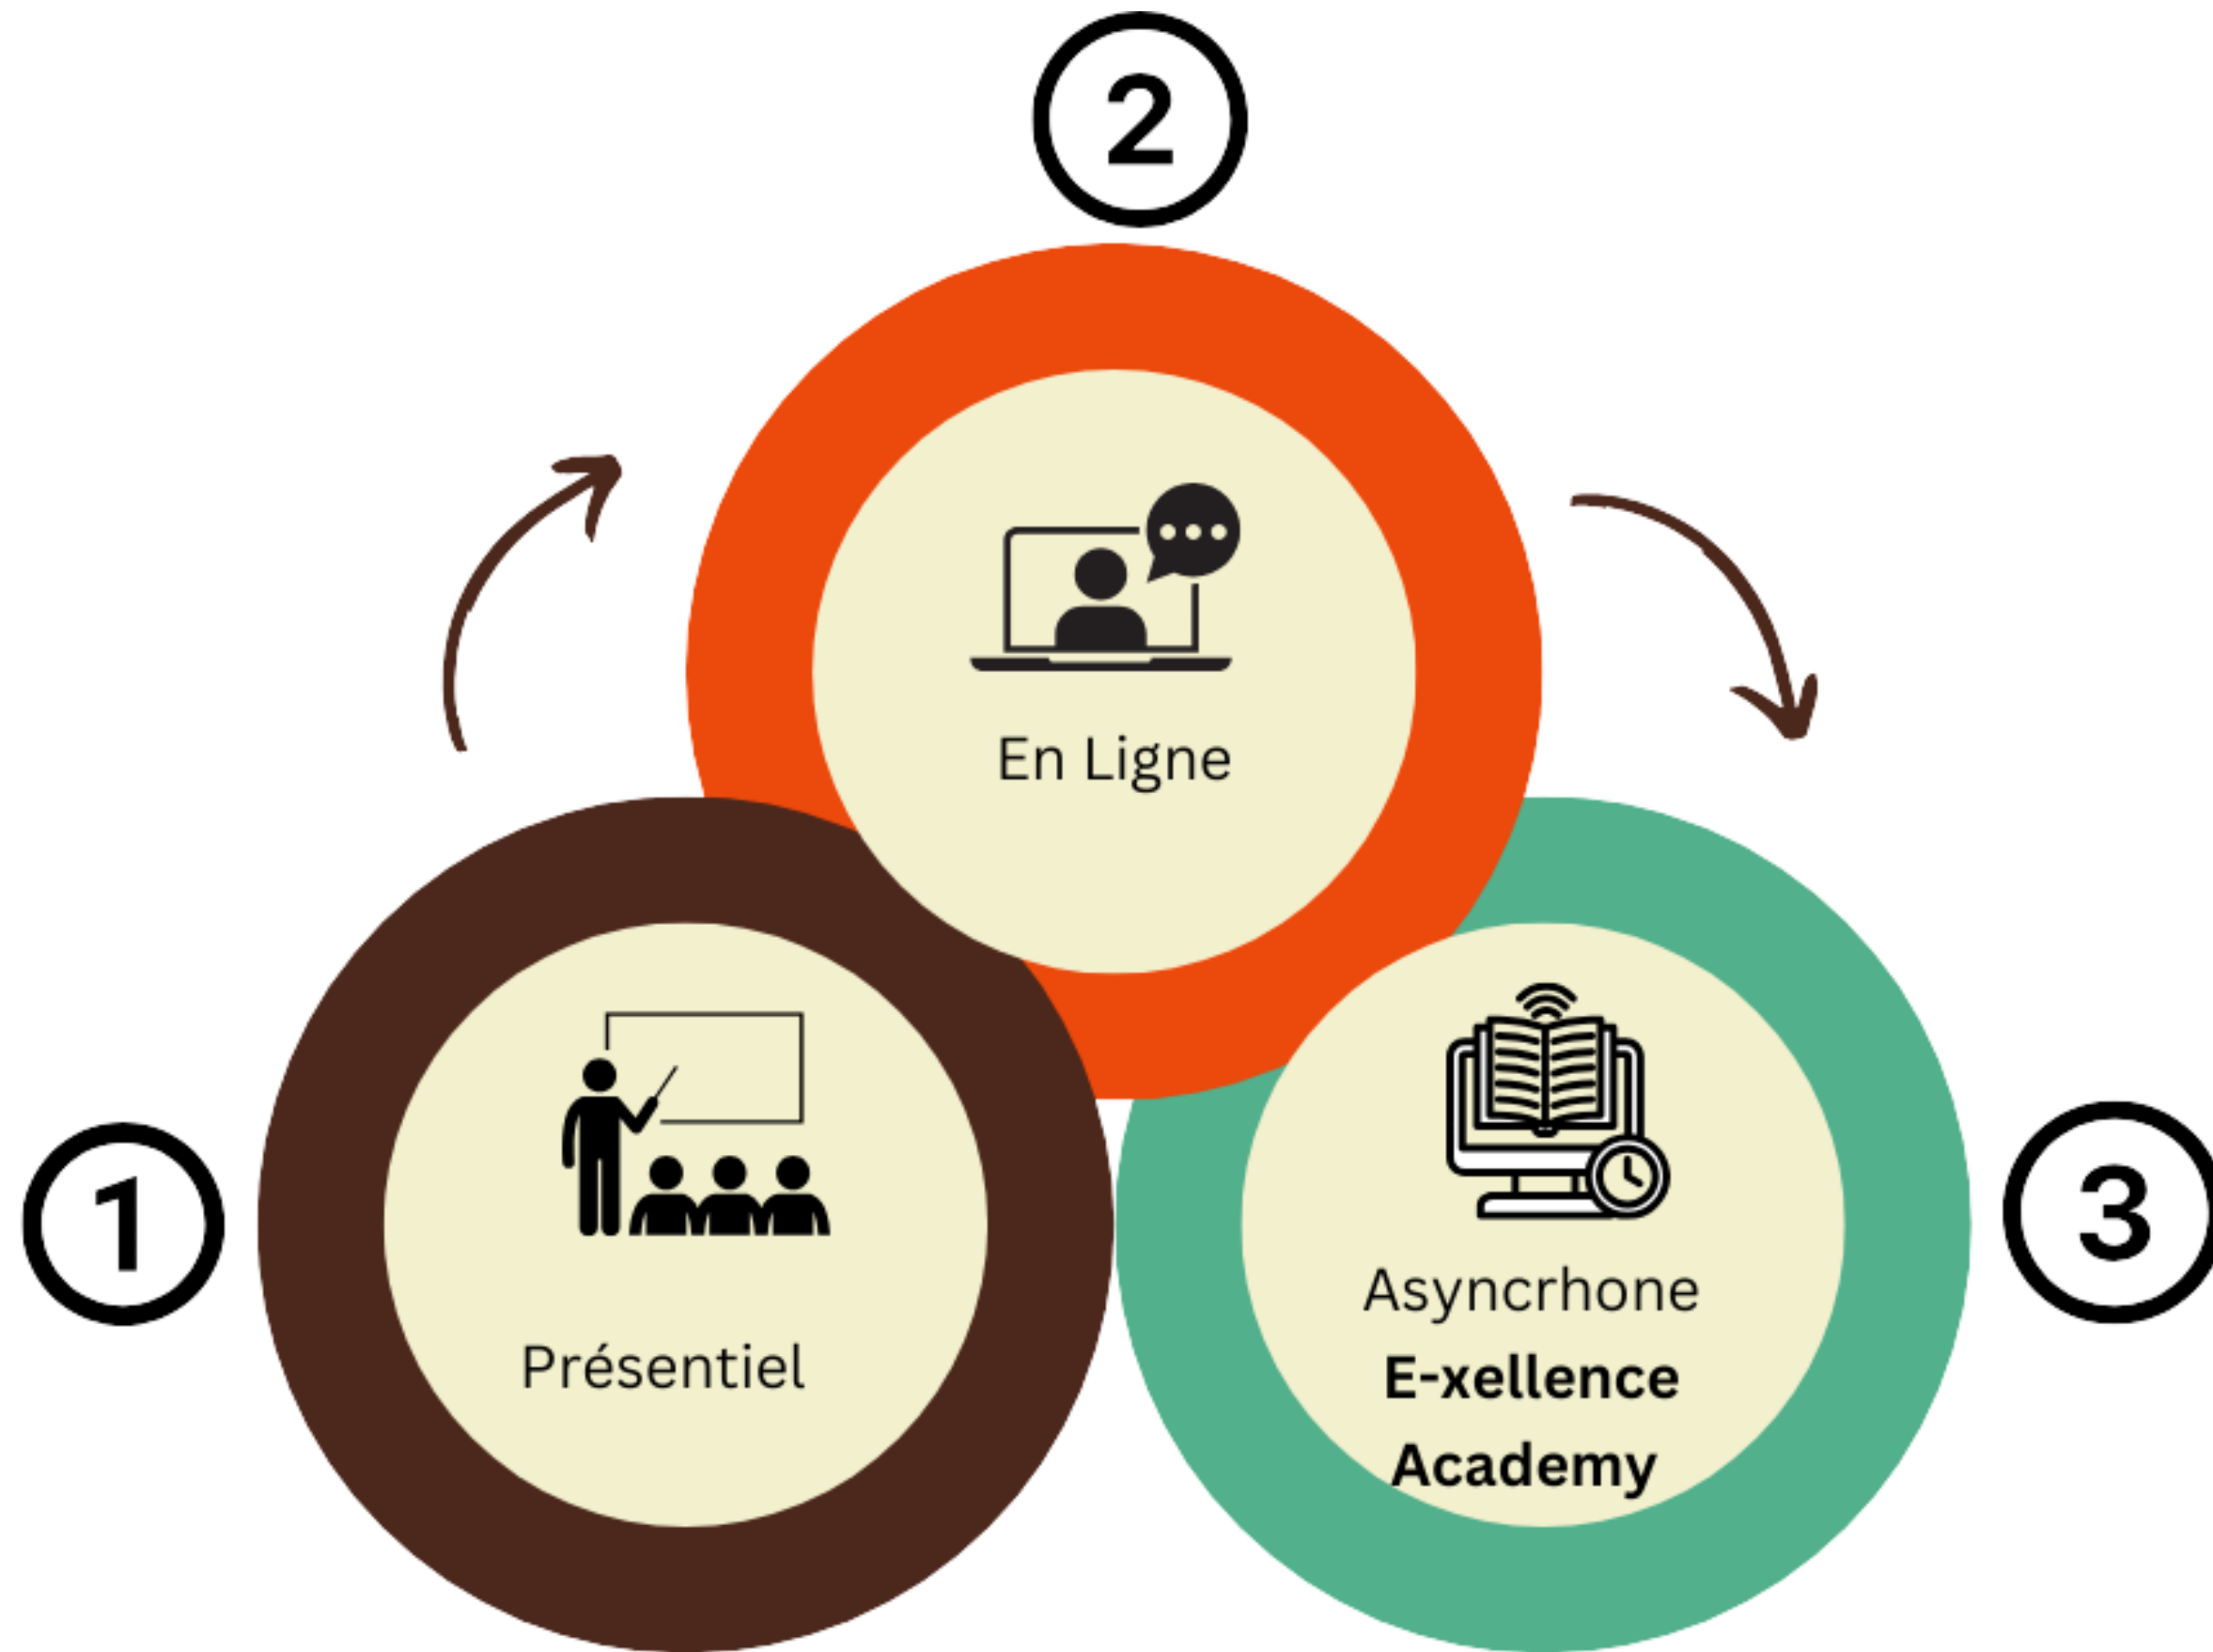 2
En Ligne
1
Présentiel
3
Asyncrhone
E-xellence
Academy